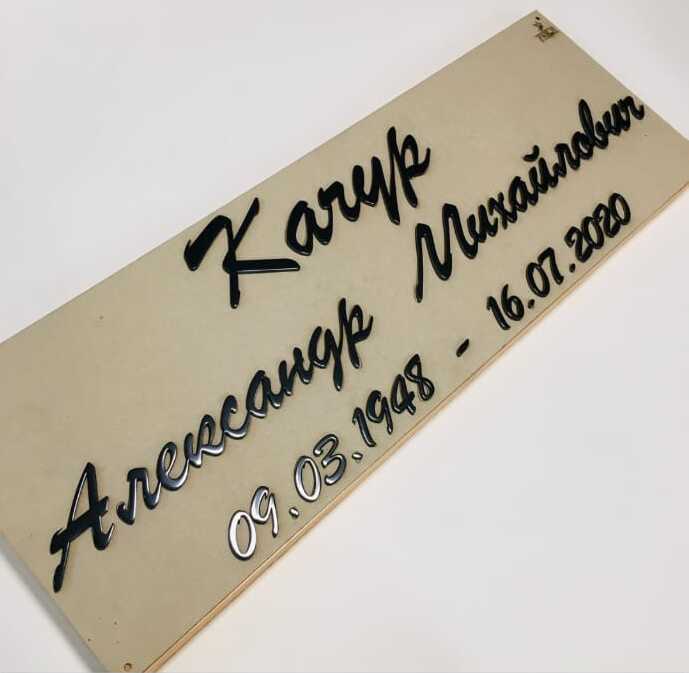 Качур
Александр Михайлович
09.03.1948 - 16.07.2020